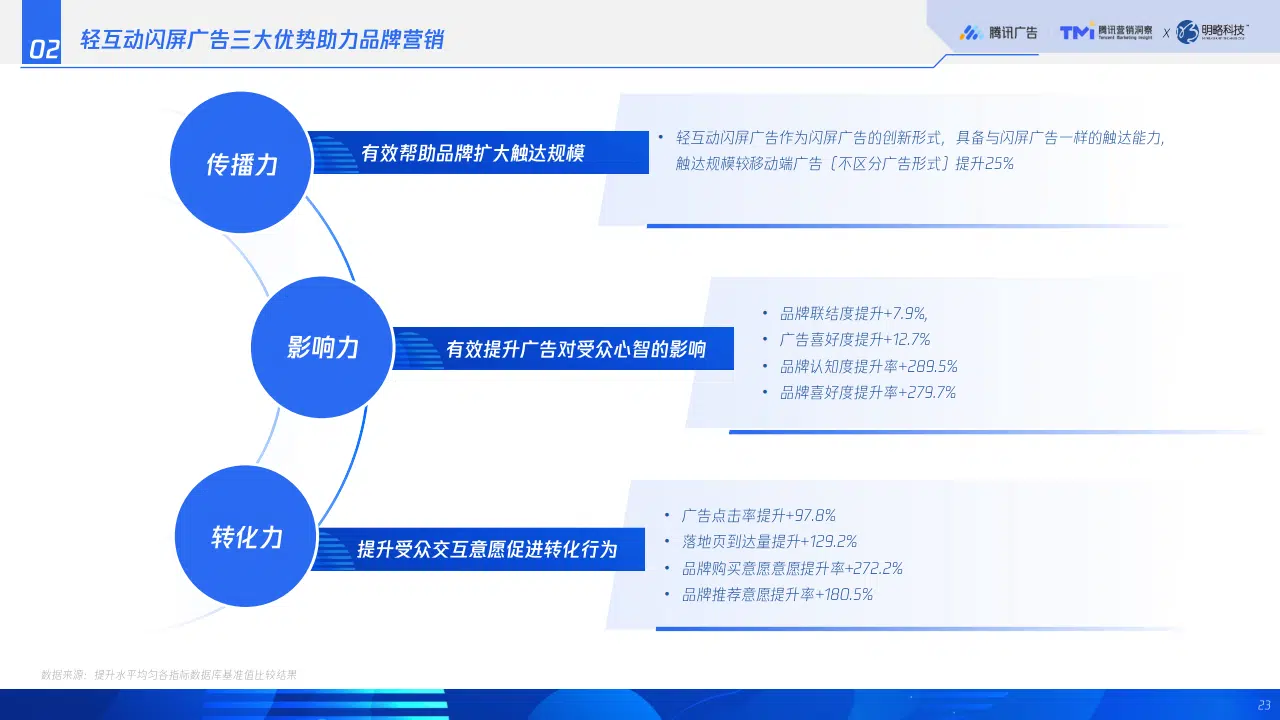 02
轻互动闪屏广告三大优势助力品牌营销
腾讯广告
TMi 腾讯营销洞察
Tencent Marketing Insight
x
明略科技
传播力
有效帮助品牌扩大触达规模
• 轻互动闪屏广告作为闪屏广告的创新形式，具备与闪屏广告一样的触达能力，
触达规模较移动端广告（不区分广告形式）提升25%
影响力
有效提升广告对受众心智的影响
• 品牌联结度提升+7.9%,
• 广告喜好度提升+12.7%
• 品牌认知度提升率+289.5%
• 品牌喜好度提升率+279.7%
转化力
提升受众交互意愿促进转化行为
• 广告点击率提升+97.8%
• 落地页到达量提升+129.2%
• 品牌购买意愿意愿提升率+272.2%
• 品牌推荐意愿提升率+180.5%
数据来源：提升水平均匀各指标数据库基准值比较结果
23